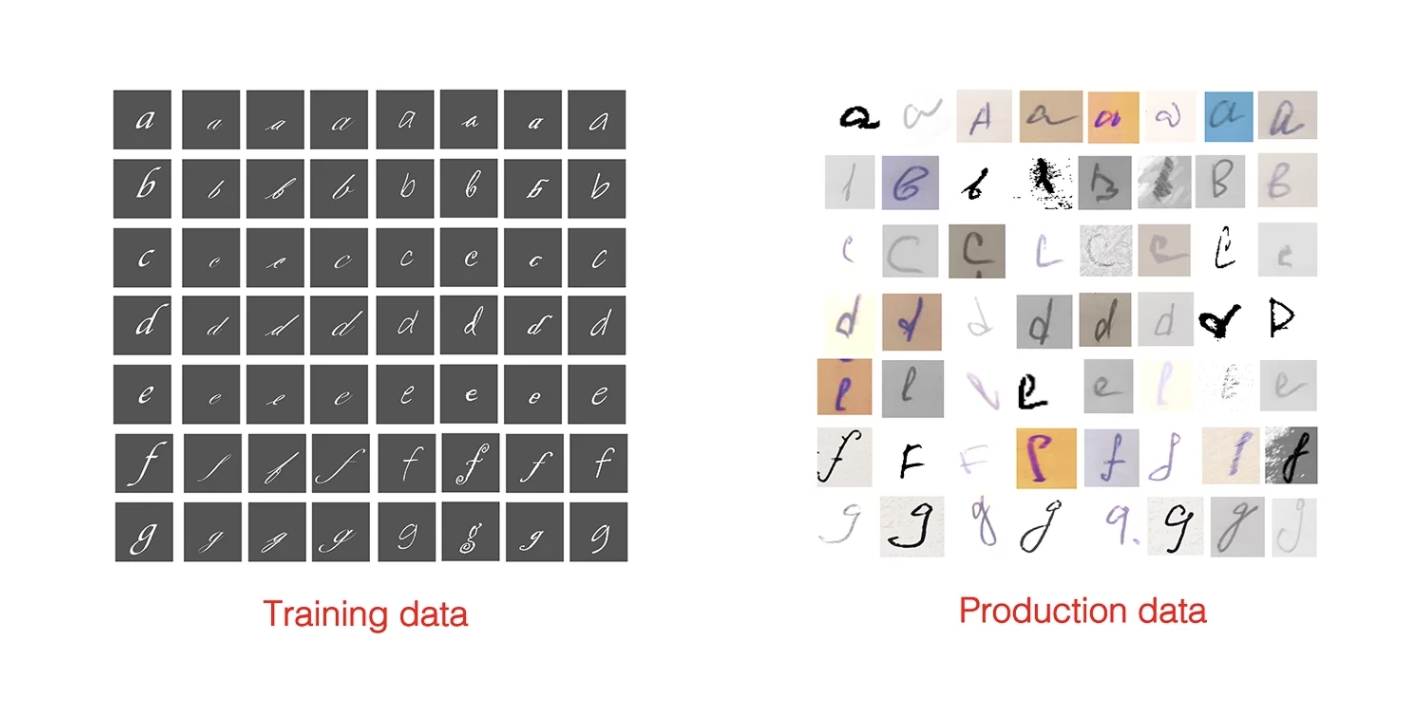 a a a a a a a a
a a A a a a a a
b b b b b b b b
B b B B B
c c c c c c c c
c C C c C e C e
d d d d d d d d
d d d d d d d D
e e e e e e e e
e e e e e e E e
f f f f f f f f
f F F f f f f f
g g g g g g g g
g g g g q. g g g
Training data
Production data